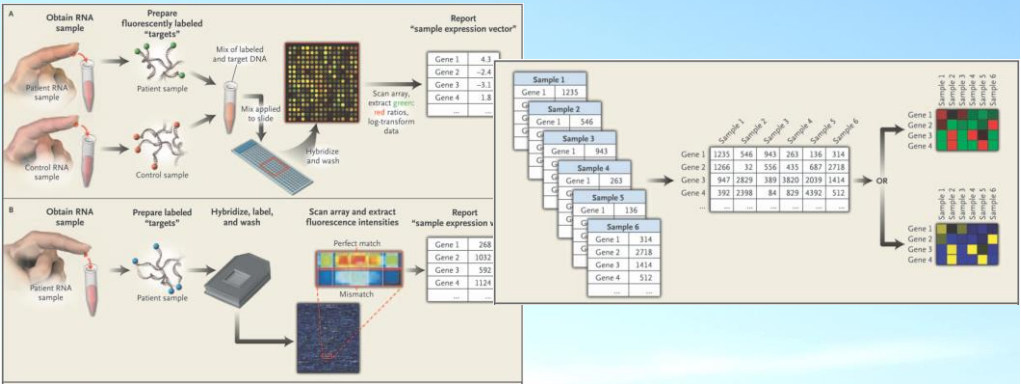 A
Obtain RNA
sample
Prepare
fluorescently labeled
“targets”
Report
“sample expression vector”
Mix of labeled
and target DNA
Patient RNA
sample
Patient sample
Mix applied
to slide
Scan array,
extract green:
red ratios,
log-transform
data
Gene 1 4.3
Gene 2 −2.4
Gene 3 −3.1
Gene 4 1.8
... ...
Control RNA
sample
Control sample
Hybridize
and wash
B
Obtain RNA
sample
Prepare labeled
“targets”
Hybridize, label,
and wash
Scan array and extract
fluorescence intensities
Report
“sample expression v
Perfect match
Mismatch
Patient RNA
sample
Patient sample
Gene 1 268
Gene 2 1032
Gene 3 592
Gene 4 1124
... ...
Sample 1
Gene 1 1235
G
Sample 2
Gene 1 546
G
Sample 3
Gene 1 943
G
Sample 4
Gene 1 263
G
Sample 5
Gene 1 136
G
Sample 6
Gene 1 314
Gene 2 2718
Gene 3 1414
Gene 4 512
... ...
Sample 1 Sample 2 Sample 3 Sample 4 Sample 5 Sample 6
Gene 1 1235 546 943 263 136 314
Gene 2 1266 32 556 435 687 2718
Gene 3 947 2829 389 3820 2039 1414
Gene 4 392 2398 84 829 4392 512
... ... ... ... ... ... ...
OR
Sample 1 Sample 2 Sample 3 Sample 4 Sample 5 Sample 6
Gene 1
Gene 2
Gene 3
Gene 4
Sample 1 Sample 2 Sample 3 Sample 4 Sample 5 Sample 6
Gene 1
Gene 2
Gene 3
Gene 4